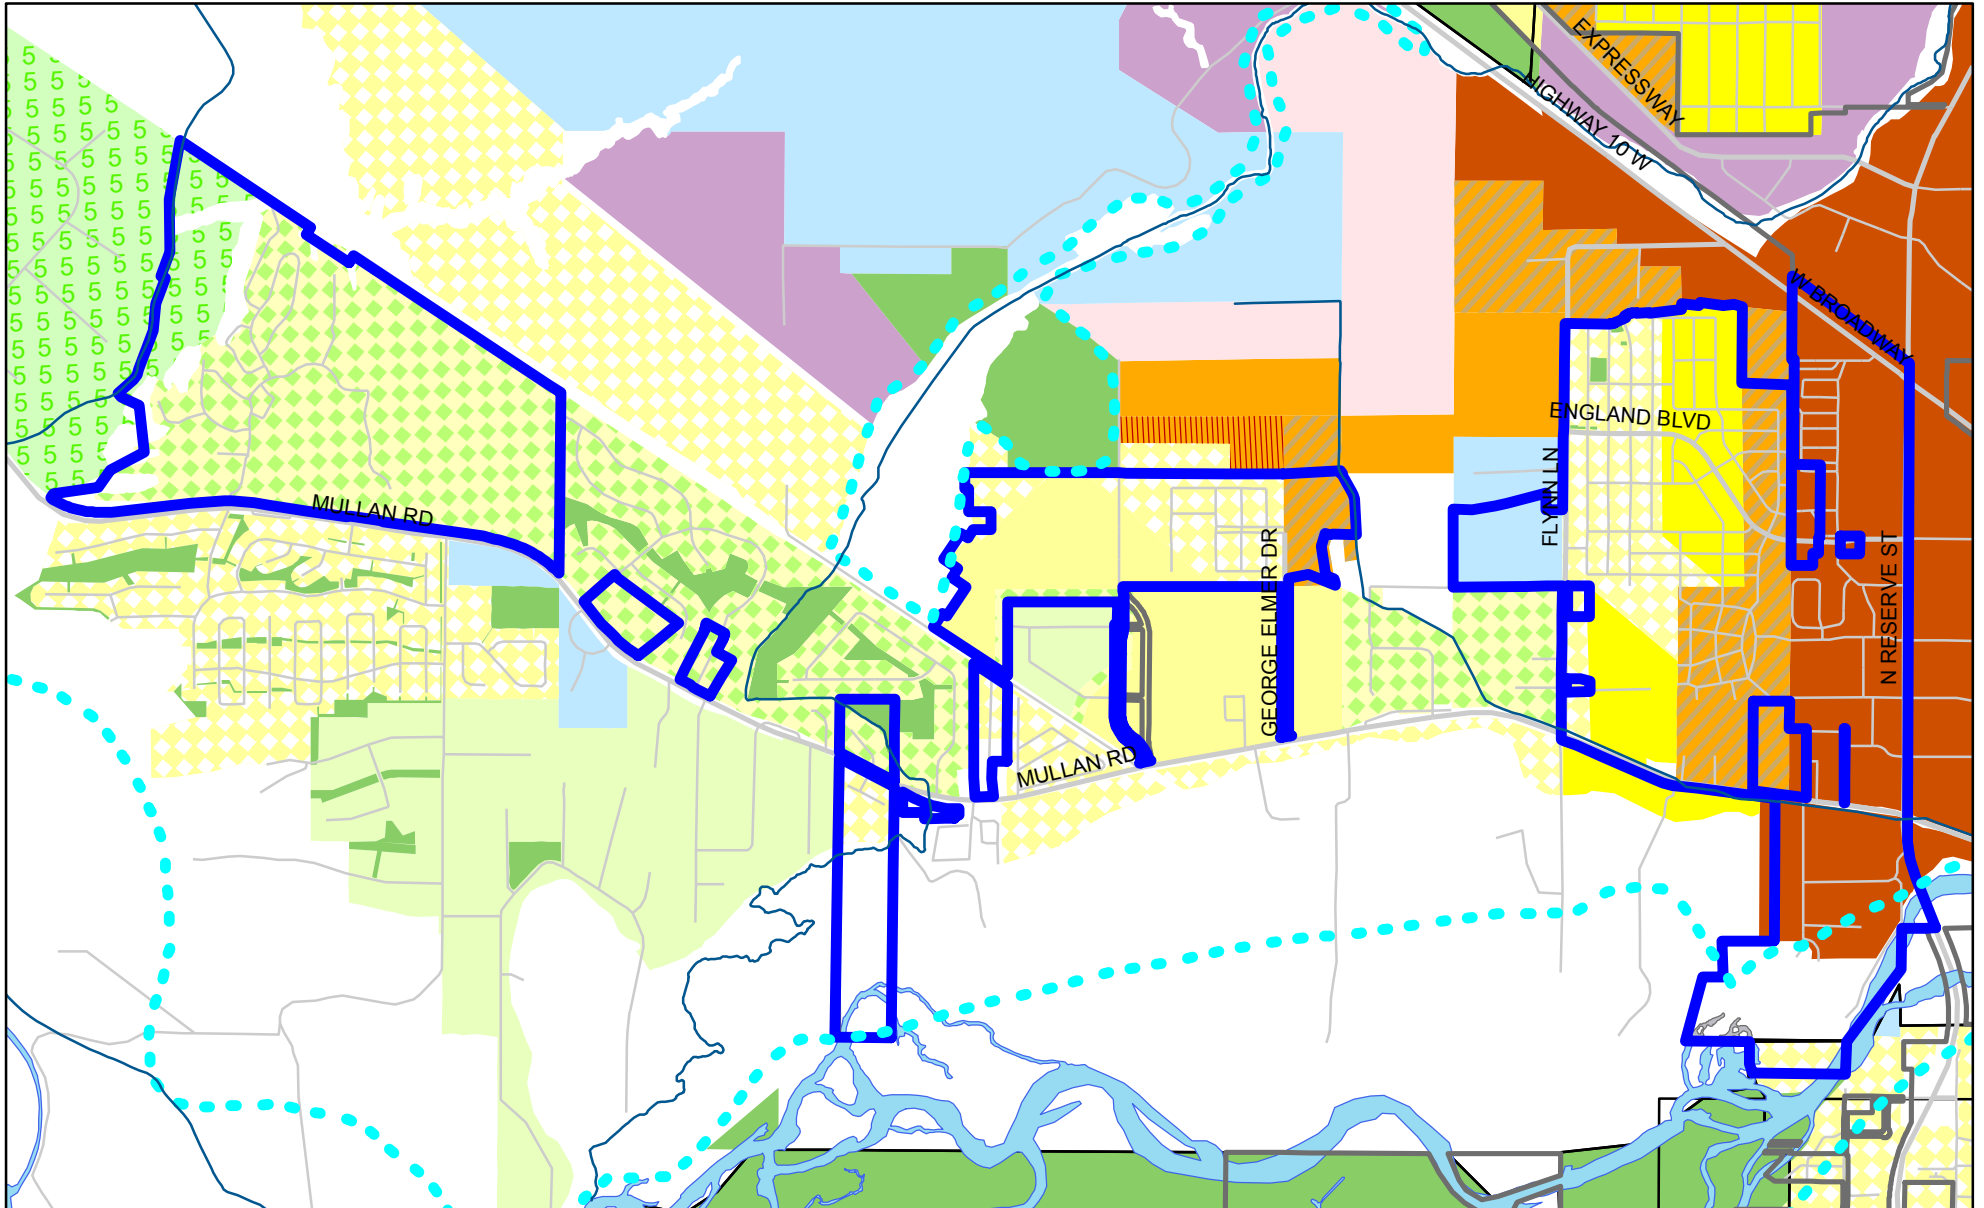 EXPRESSWAY
HIGHWAY 10 W
W BROADWAY
ENGLAND BLVD
FLYNN LN
MULLAN RD
GEORGE ELMER DR
N RESERVE ST
MULLAN RD